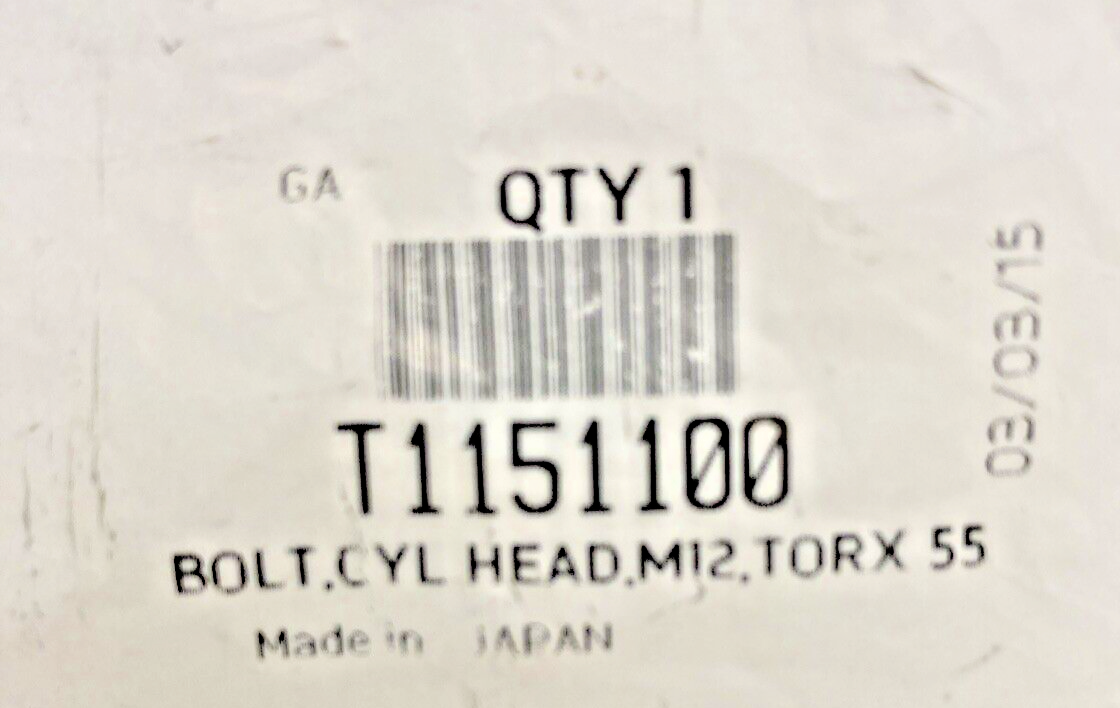 GA
QTY 1
T1151100
BOLT,CYL HEAD,M12,TORX 55
Made in JAPAN
03/03/15